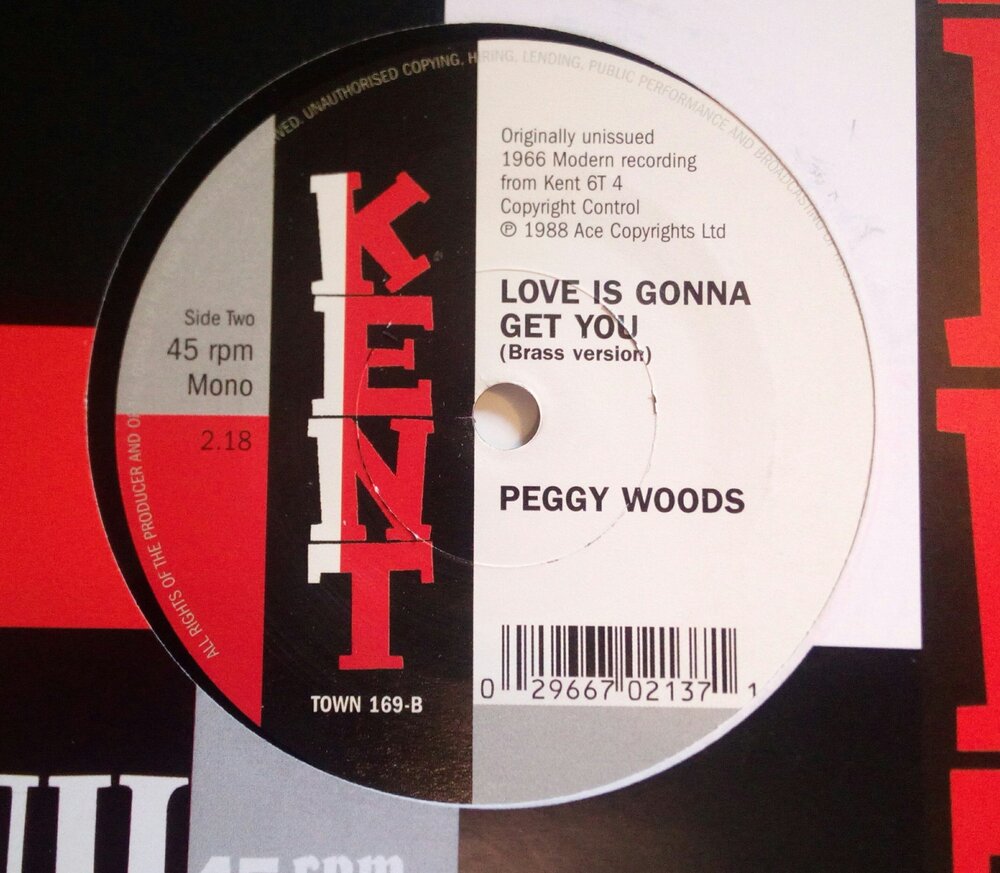 ALL RIGHTS OF THE PRODUCER AND O
VED. UNAUTHORISED COPYING, HIRING, LENDING, PUBLIC PERFORMANCE AND BROADCASTING
Originally unissued
1966 Modern recording
from Kent 6T 4
Copyright Control
℗ 1988 Ace Copyrights Ltd
LOVE IS GONNA
GET YOU
(Brass version)
Side Two
45 rpm
Mono
2.18
KENT
PEGGY WOODS
0 29667 02137 1
TOWN 169-B
45 rpm